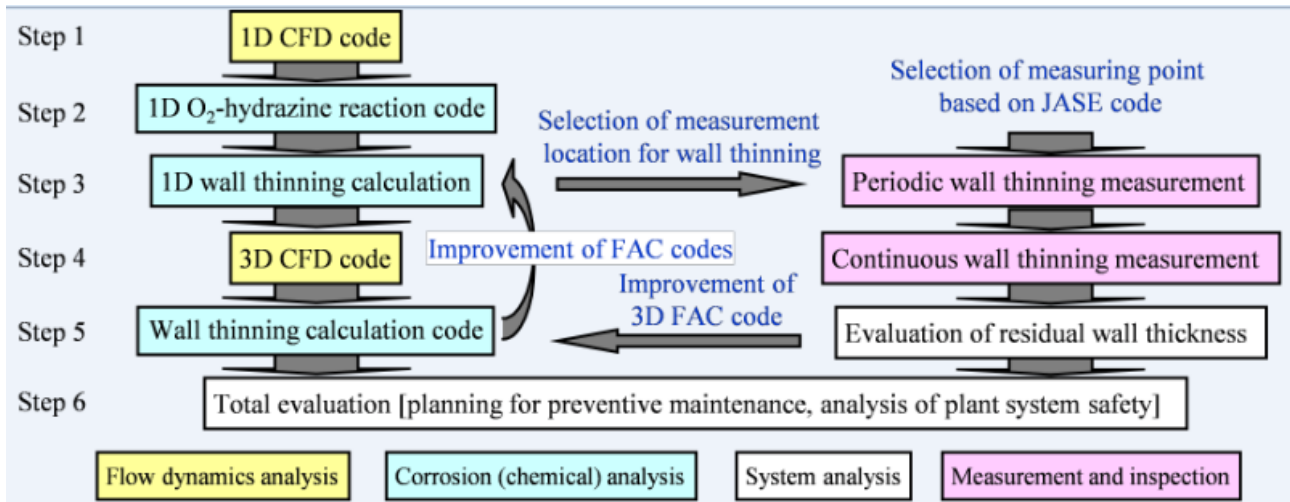 Step 1
1D CFD code
Step 2
1D O₂-hydrazine reaction code
Selection of measuring point
based on JASE code
Selection of measurement
location for wall thinning
Step 3
1D wall thinning calculation
Periodic wall thinning measurement
Step 4
3D CFD code
Improvement of FAC codes
Continuous wall thinning measurement
Improvement of
3D FAC code
Step 5
Wall thinning calculation code
Evaluation of residual wall thickness
Step 6
Total evaluation [planning for preventive maintenance, analysis of plant system safety]
Flow dynamics analysis
Corrosion (chemical) analysis
System analysis
Measurement and inspection